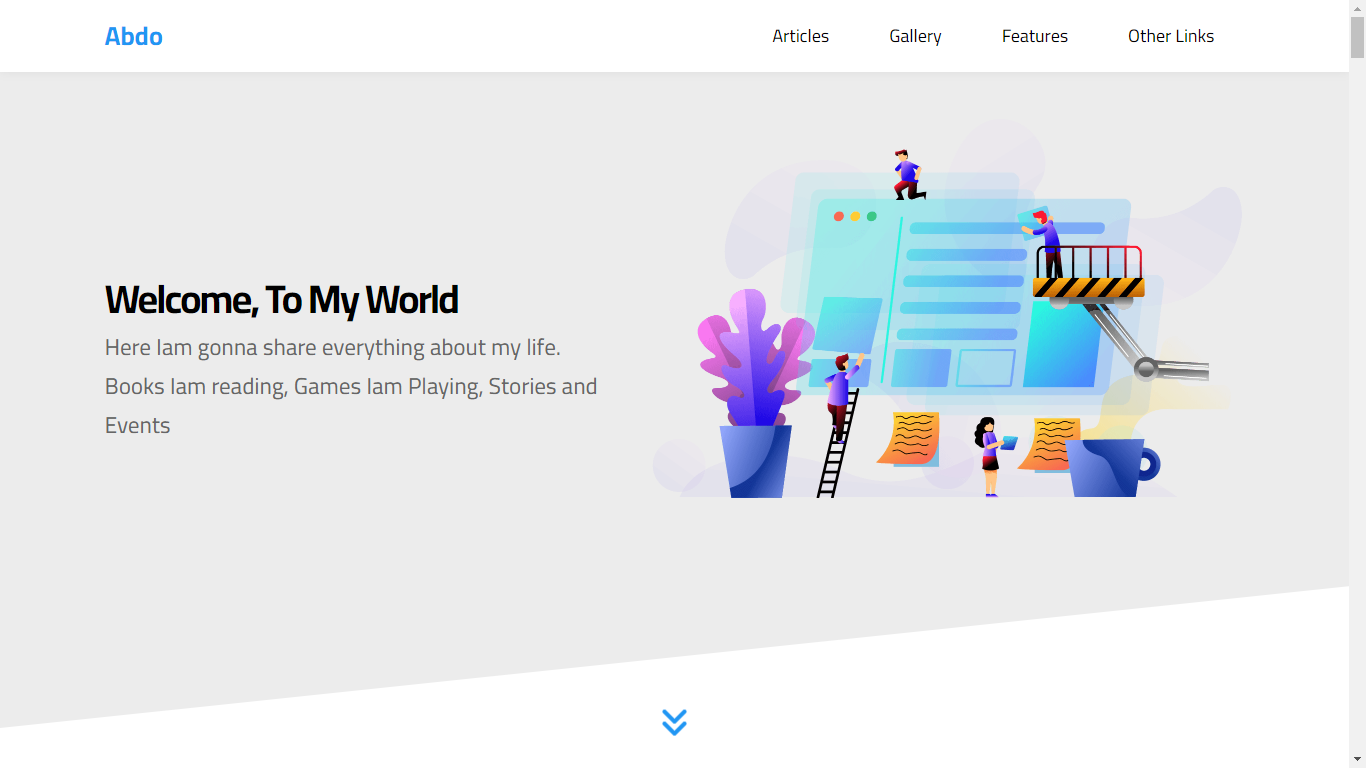 Abdo
Articles
Gallery
Features
Other Links
Welcome, To My World
Here Iam gonna share everything about my life.
Books Iam reading, Games Iam Playing, Stories and
Events